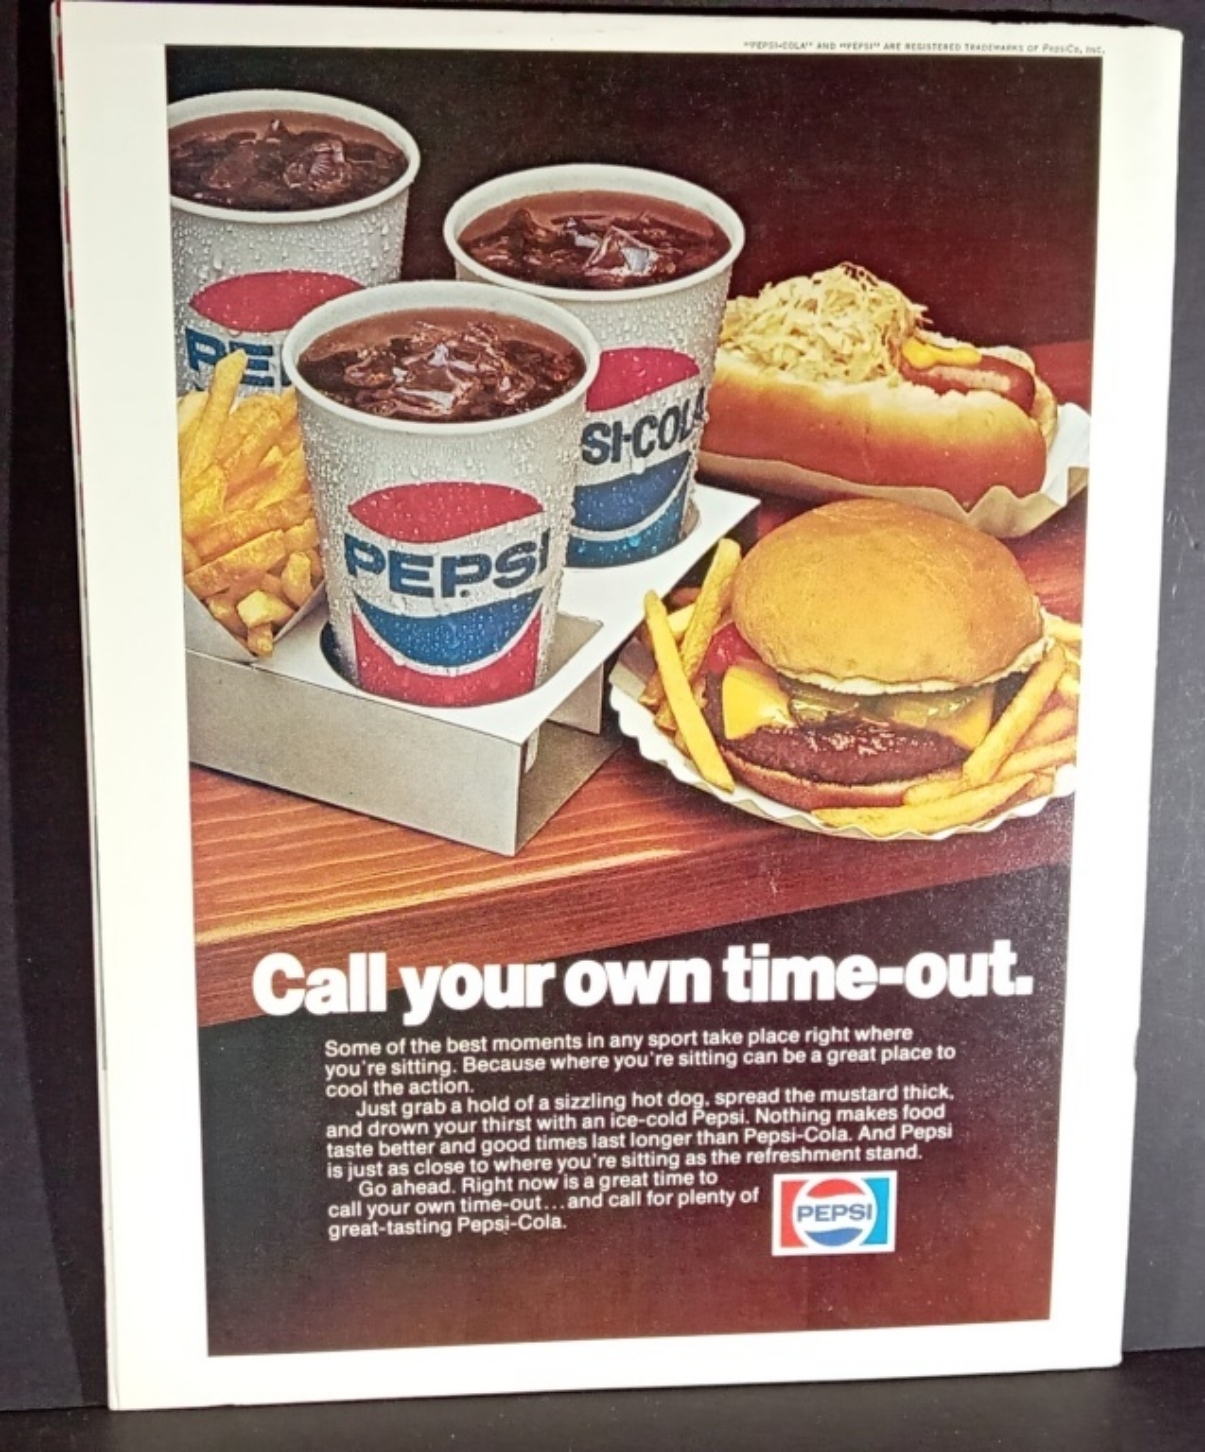 "PEPSI-COLA" AND "PEPSI" ARE REGISTERED TRADEMARKS OF PepsiCo, Inc.
PE
SI-COLA
PEPSI
Call your own time-out.
Some of the best moments in any sport take place right where
you're sitting. Because where you're sitting can be a great place to
cool the action.
Just grab a hold of a sizzling hot dog, spread the mustard thick,
and drown your thirst with an ice-cold Pepsi. Nothing makes food
taste better and good times last longer than Pepsi-Cola. And Pepsi
is just as close to where you're sitting as the refreshment stand.
Go ahead. Right now is a great time to
call your own time-out...and call for plenty of
great-tasting Pepsi-Cola.
PEPSI